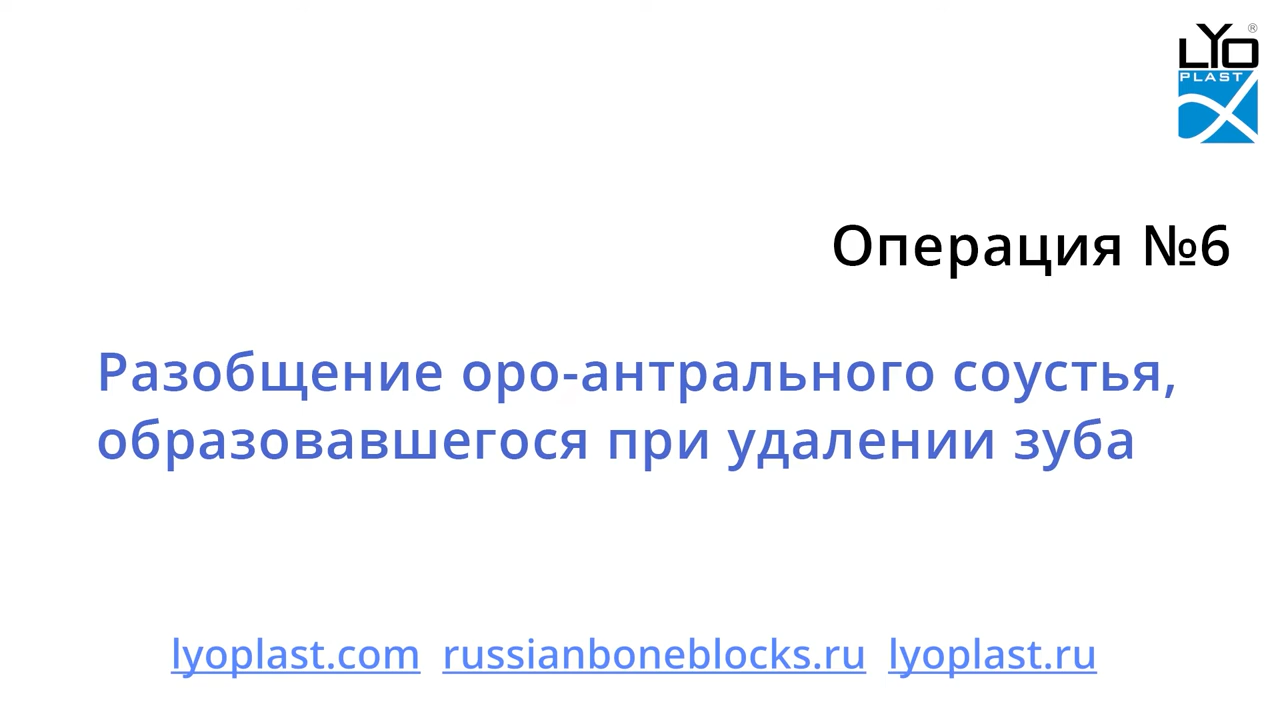 LYO®
PLAST
Операция №6
Разобщение оро-антрального соустья,
образовавшегося при удалении зуба
lyoplast.com russianboneblocks.ru lyoplast.ru